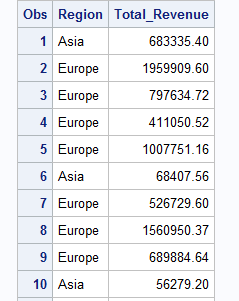 Obs Region Total_Revenue
1 Asia 683335.40
2 Europe 1959909.60
3 Europe 797634.72
4 Europe 411050.52
5 Europe 1007751.16
6 Asia 68407.56
7 Europe 526729.60
8 Europe 1560950.37
9 Europe 689884.64
10 Asia 56279.20